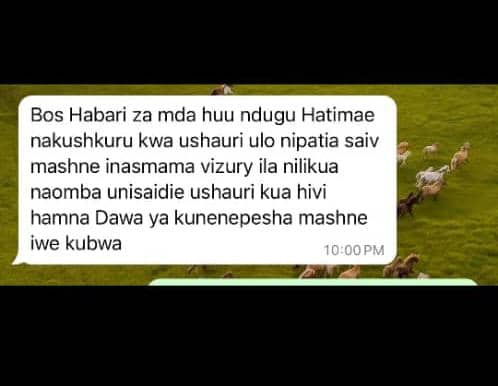 Bos Habari za mda huu ndugu Hatimae
nakushkuru kwa ushauri ulo nipatia saiv
mashne inasmama vizury ila nilikua
naomba unisaidie ushauri kua hivi
hamna Dawa ya kunenepesha mashne
iwe kubwa
10:00 PM